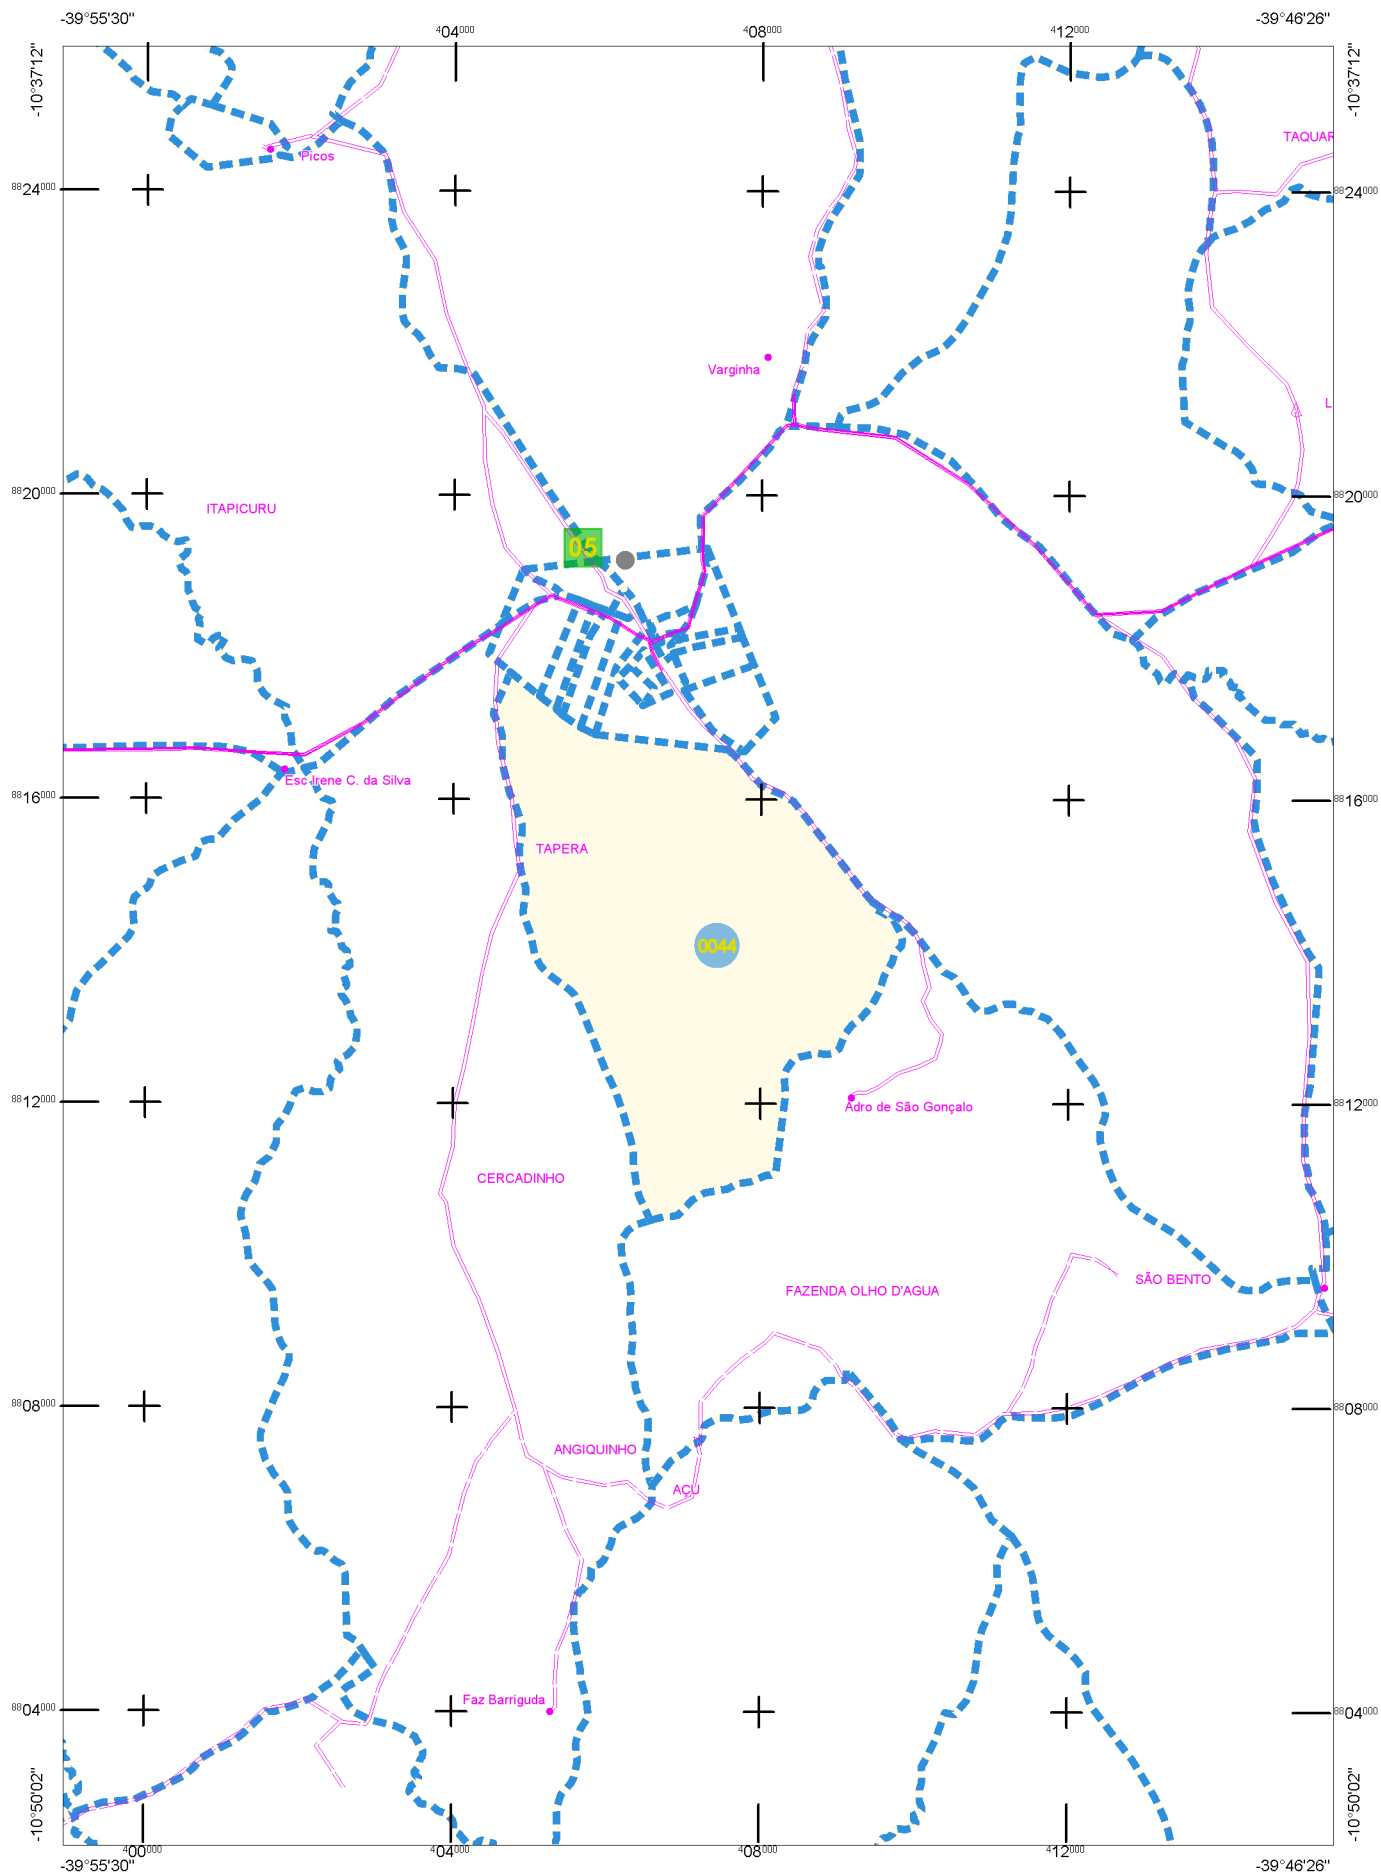 -39°55'30"
-39°46'26"
404000
408000
412000
-10°37'12"
-10°37'12"
TAQUAR
Picos
8824000
8824000
Varginha
L
8820000
8820000
ITAPICURU
05
Esc Irene C. da Silva
8816000
8816000
TAPERA
0044
8812000
8812000
Adro de São Gonçalo
CERCADINHO
SÃO BENTO
FAZENDA OLHO D'AGUA
8808000
8808000
ANGIQUINHO
AÇU
Faz Barriguda
8804000
8804000
-10°50'02"
-10°50'02"
400000
404000
408000
412000
-39°55'30"
-39°46'26"